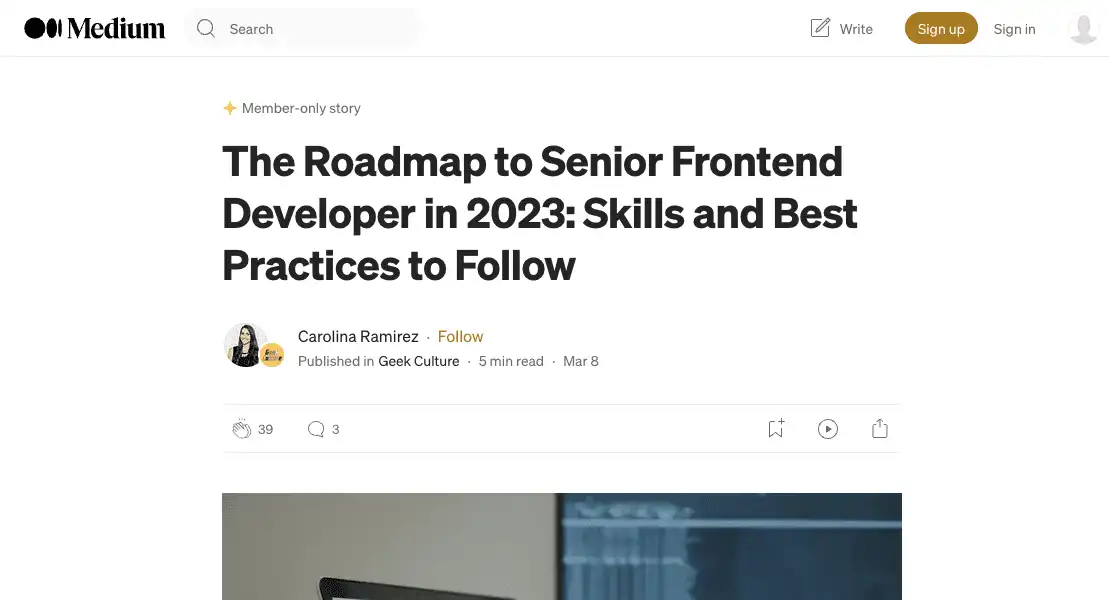 Medium
Search
Write
Sign up
Sign in
Member-only story
The Roadmap to Senior Frontend
Developer in 2023: Skills and Best
Practices to Follow
Carolina Ramirez · Follow
Published in Geek Culture · 5 min read · Mar 8
39
3